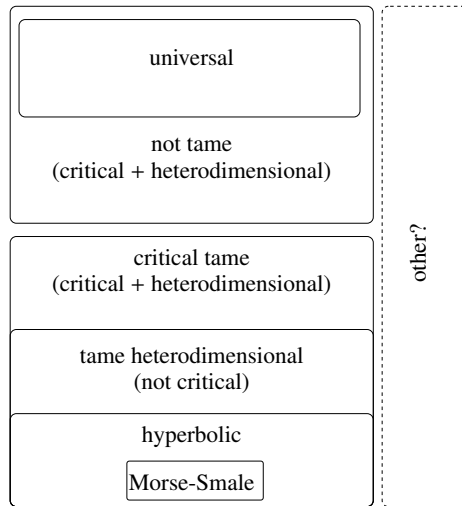 universal
not tame
(critical + heterodimensional)
critical tame
(critical + heterodimensional)
tame heterodimensional
(not critical)
hyperbolic
Morse-Smale
other?